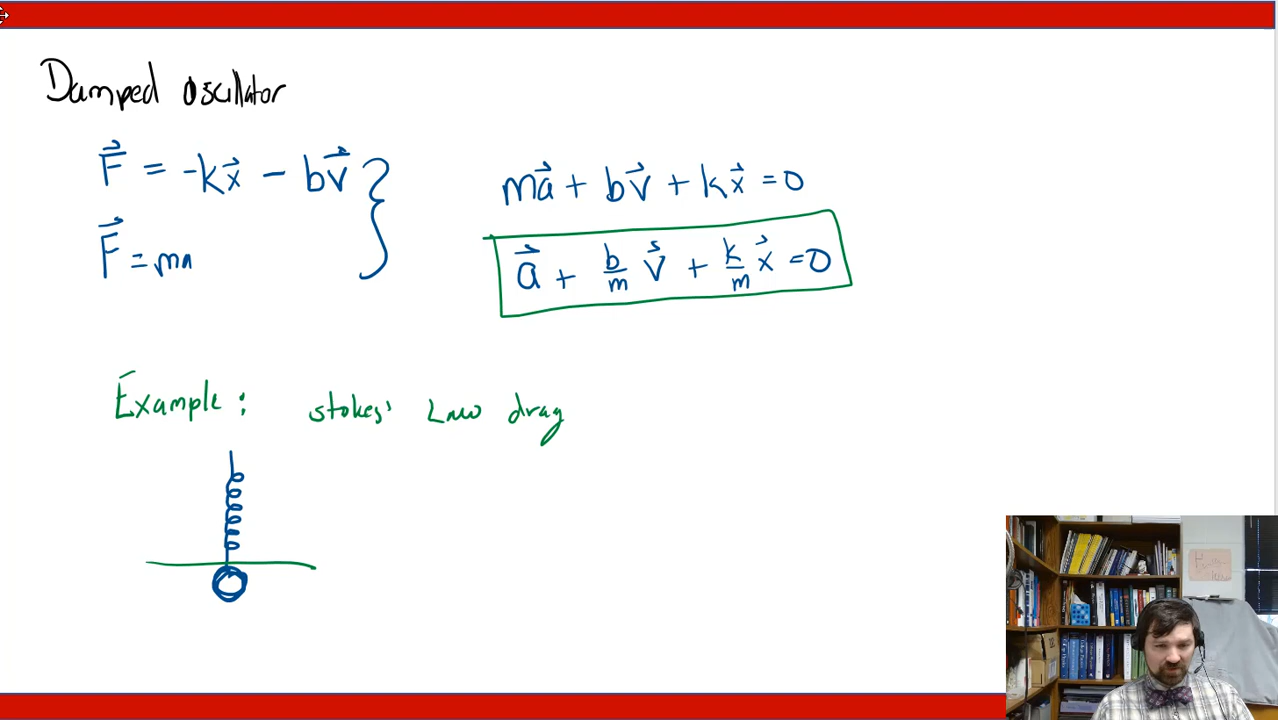 Damped oscillator
F⃗ = -kx⃗ - bv⃗
F⃗ = ma
ma⃗ + bv⃗ + kx⃗ = 0
a⃗ + b/m v⃗ + k/m x⃗ = 0
Example: stokes' Law drag